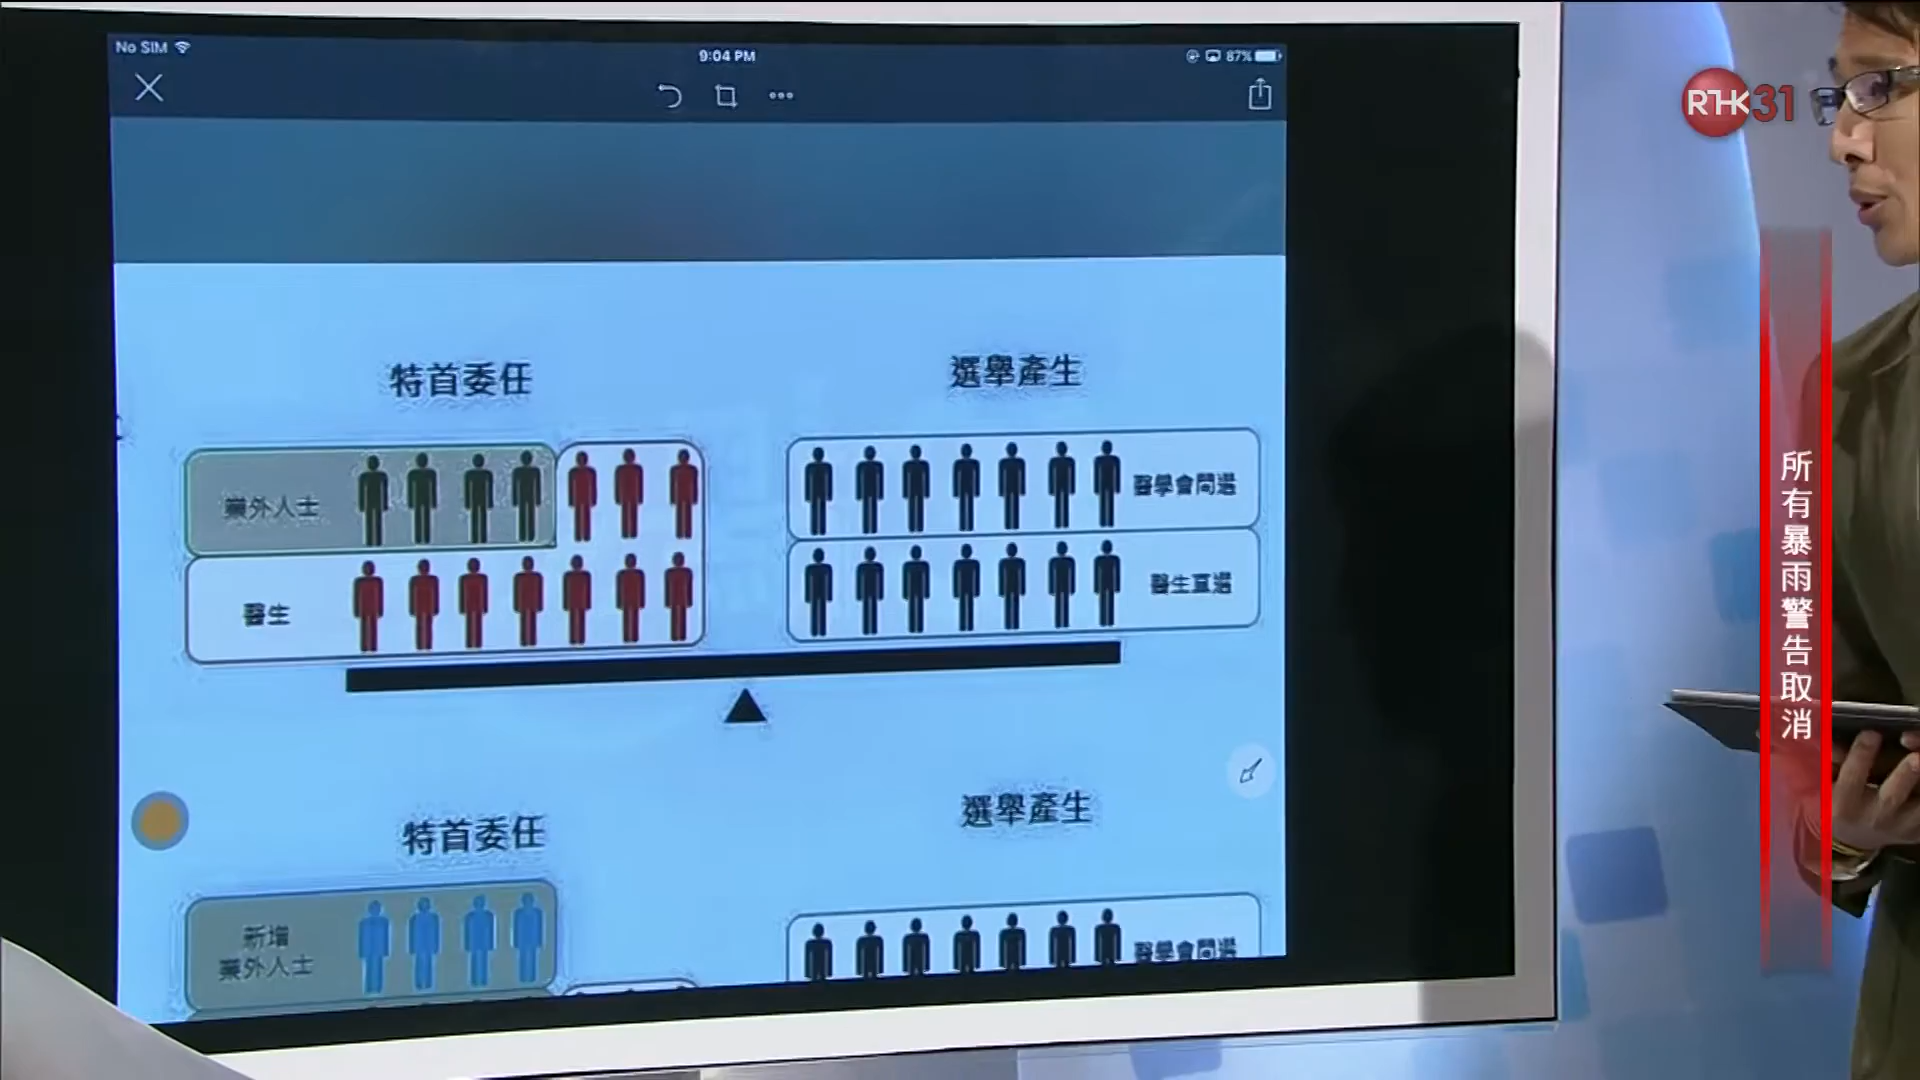 No SIM
9:04 PM
87%
RTHK 31
特首委任
選舉產生
業外人士
醫學會間選
醫生
醫生直選
特首委任
選舉產生
新增
業外人士
醫學會間選
所有暴雨警告取消